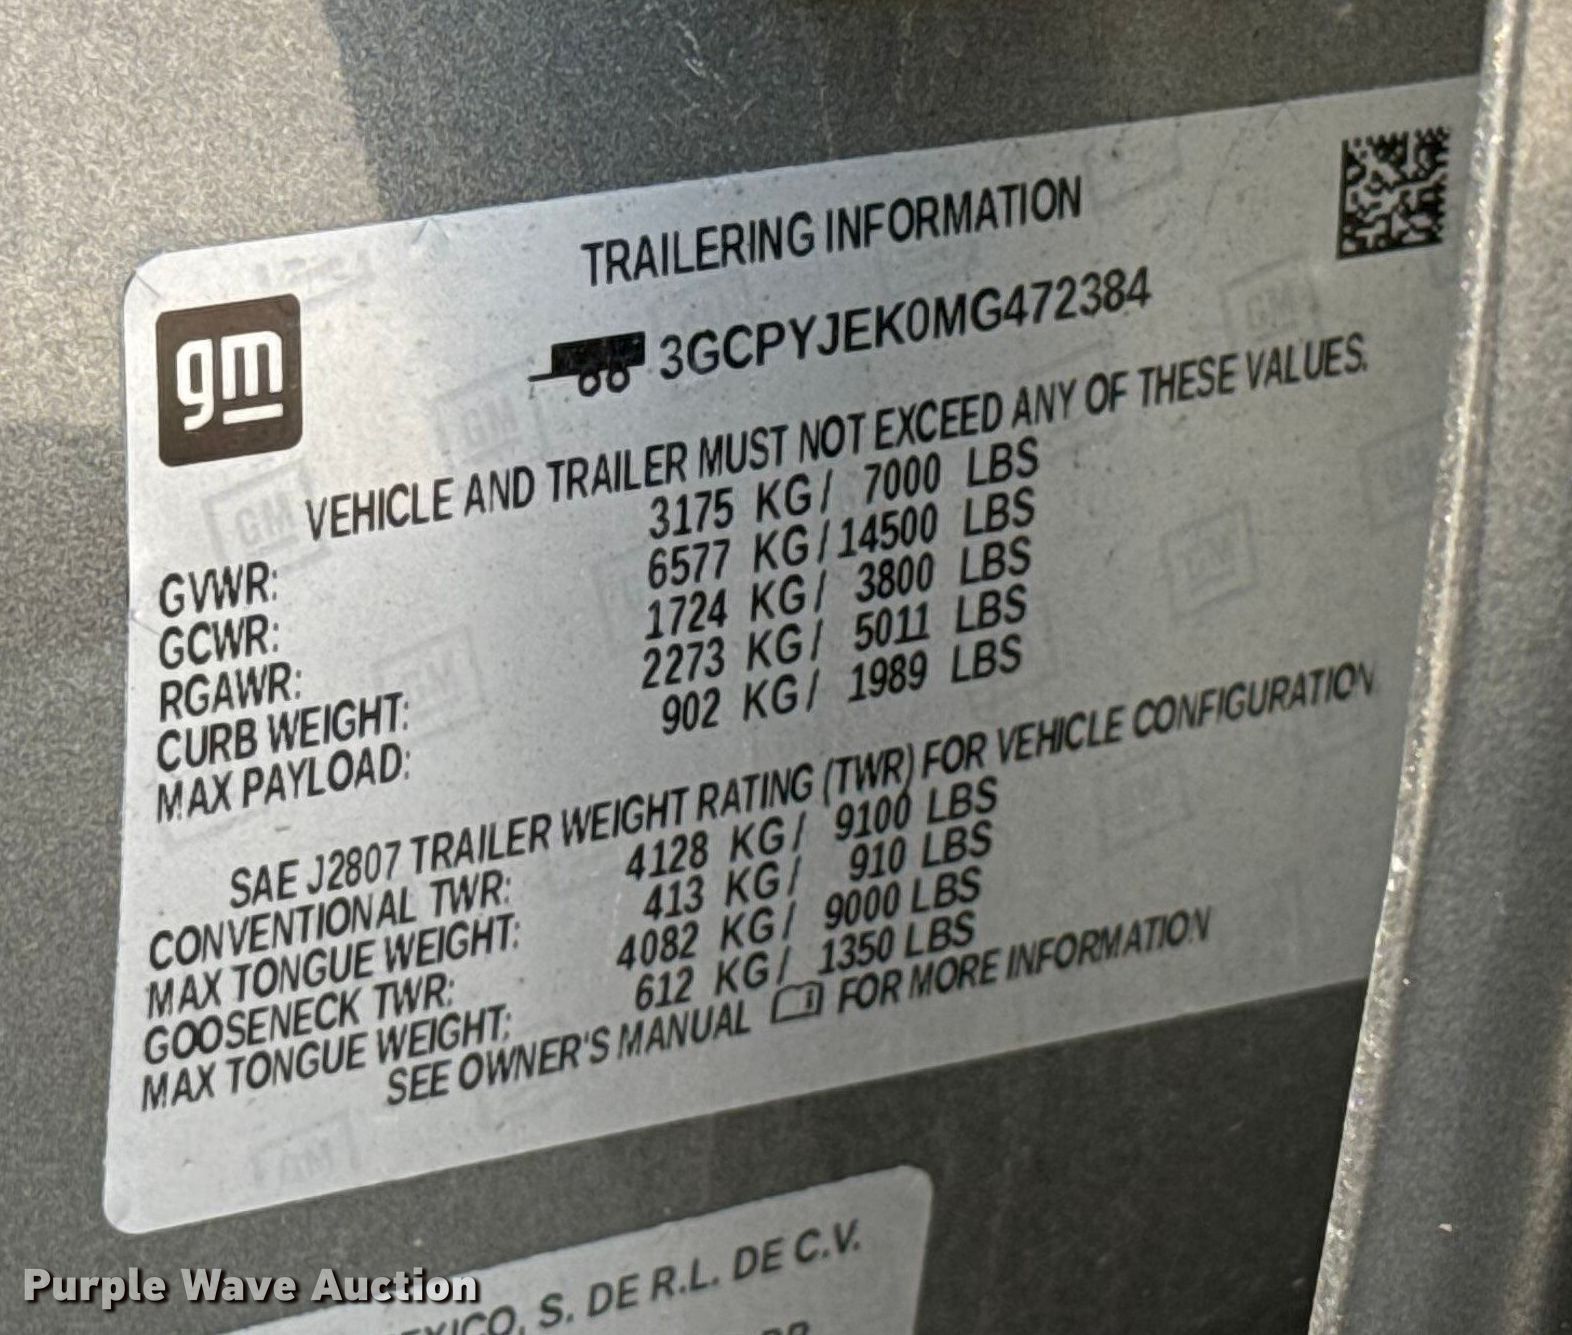 TRAILERING INFORMATION
gm
3GCPYJEK0MG472384
VEHICLE AND TRAILER MUST NOT EXCEED ANY OF THESE VALUES.
GVWR: 3175 KG/ 7000 LBS
GCWR: 6577 KG/14500 LBS
RGAWR: 1724 KG/ 3800 LBS
CURB WEIGHT: 2273 KG/ 5011 LBS
MAX PAYLOAD: 902 KG/ 1989 LBS
SAE J2807 TRAILER WEIGHT RATING (TWR) FOR VEHICLE CONFIGURATION
CONVENTIONAL TWR: 4128 KG/ 9100 LBS
MAX TONGUE WEIGHT: 413 KG/ 910 LBS
GOOSENECK TWR: 4082 KG/ 9000 LBS
MAX TONGUE WEIGHT: 612 KG/ 1350 LBS
SEE OWNER'S MANUAL FOR MORE INFORMATION
S. DE R.L. DE C.V.
Purple Wave Auction